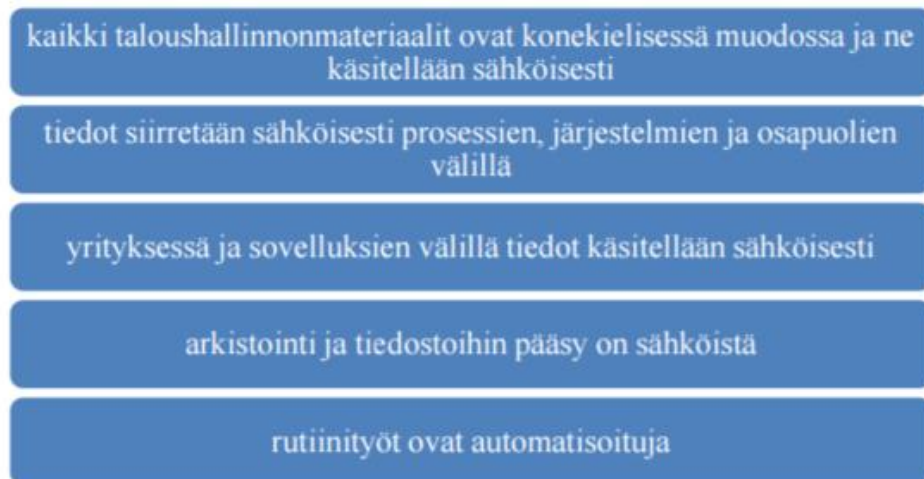 kaikki taloushallinnonmateriaalit ovat konekielisessä muodossa ja ne
käsitellään sähköisesti
tiedot siirretään sähköisesti prosessien, järjestelmien ja osapuolien
välillä
yrityksessä ja sovelluksien välillä tiedot käsitellään sähköisesti
arkistointi ja tiedostoihin pääsy on sähköistä
rutiinityöt ovat automatisoituja